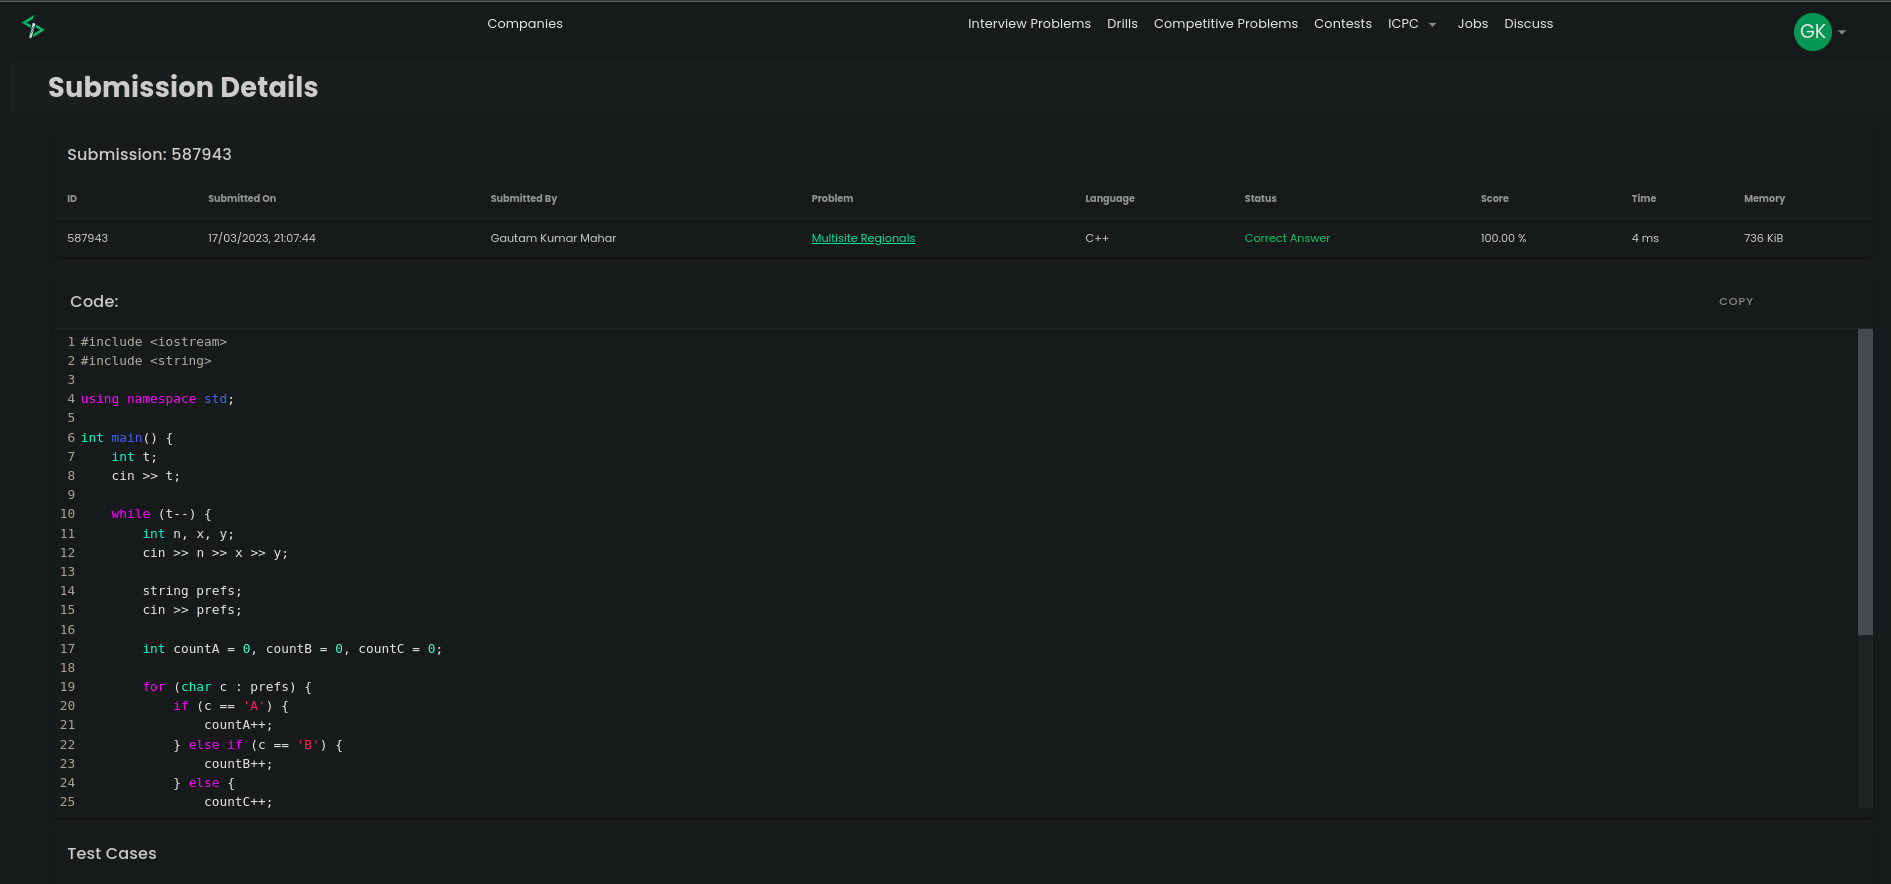 Companies Interview Problems Drills Competitive Problems Contests ICPC Jobs Discuss GK
Submission Details
Submission: 587943
ID Submitted On Submitted By Problem Language Status Score Time Memory
587943 17/03/2023, 21:07:44 Gautam Kumar Mahar Multisite Regionals C++ Correct Answer 100.00 % 4 ms 736 KiB
Code: COPY
1 #include <iostream>
2 #include <string>
3
4 using namespace std;
5
6 int main() {
7     int t;
8     cin >> t;
9
10     while (t--) {
11         int n, x, y;
12         cin >> n >> x >> y;
13
14         string prefs;
15         cin >> prefs;
16
17         int countA = 0, countB = 0, countC = 0;
18
19         for (char c : prefs) {
20             if (c == 'A') {
21                 countA++;
22             } else if (c == 'B') {
23                 countB++;
24             } else {
25                 countC++;
Test Cases